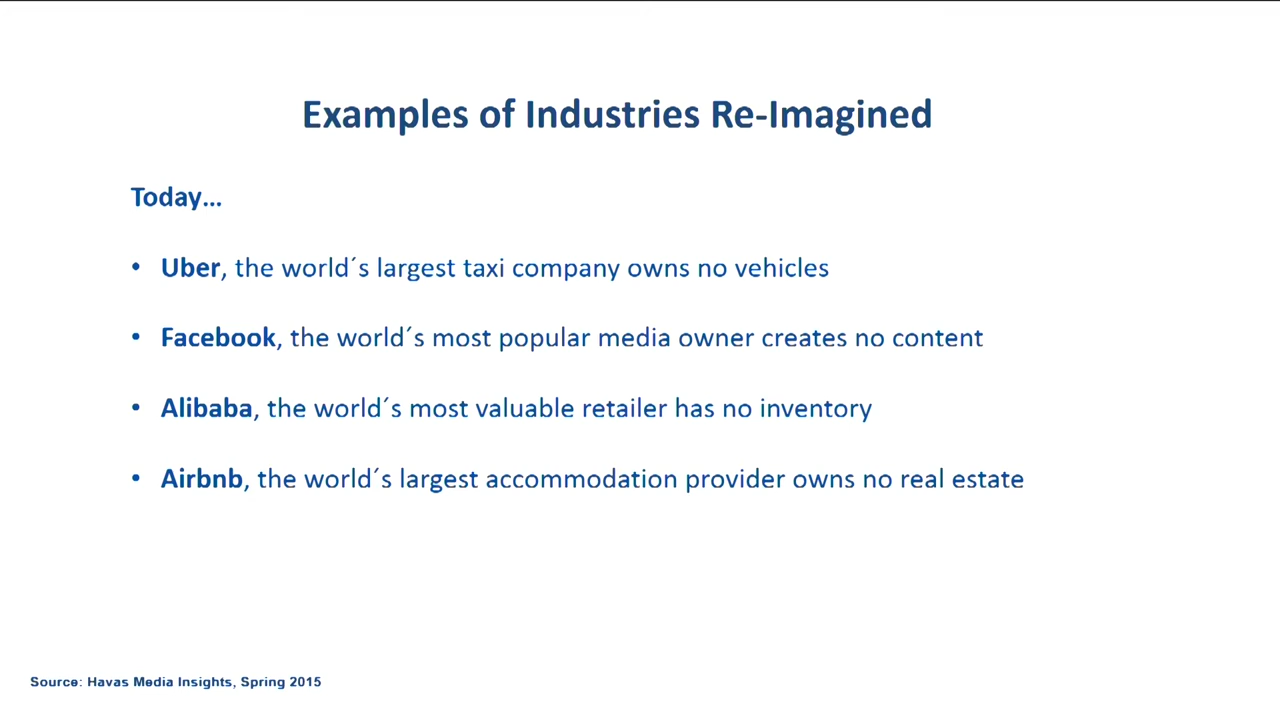 Examples of Industries Re-Imagined
Today...
• Uber, the world´s largest taxi company owns no vehicles
• Facebook, the world´s most popular media owner creates no content
• Alibaba, the world´s most valuable retailer has no inventory
• Airbnb, the world´s largest accommodation provider owns no real estate
Source: Havas Media Insights, Spring 2015